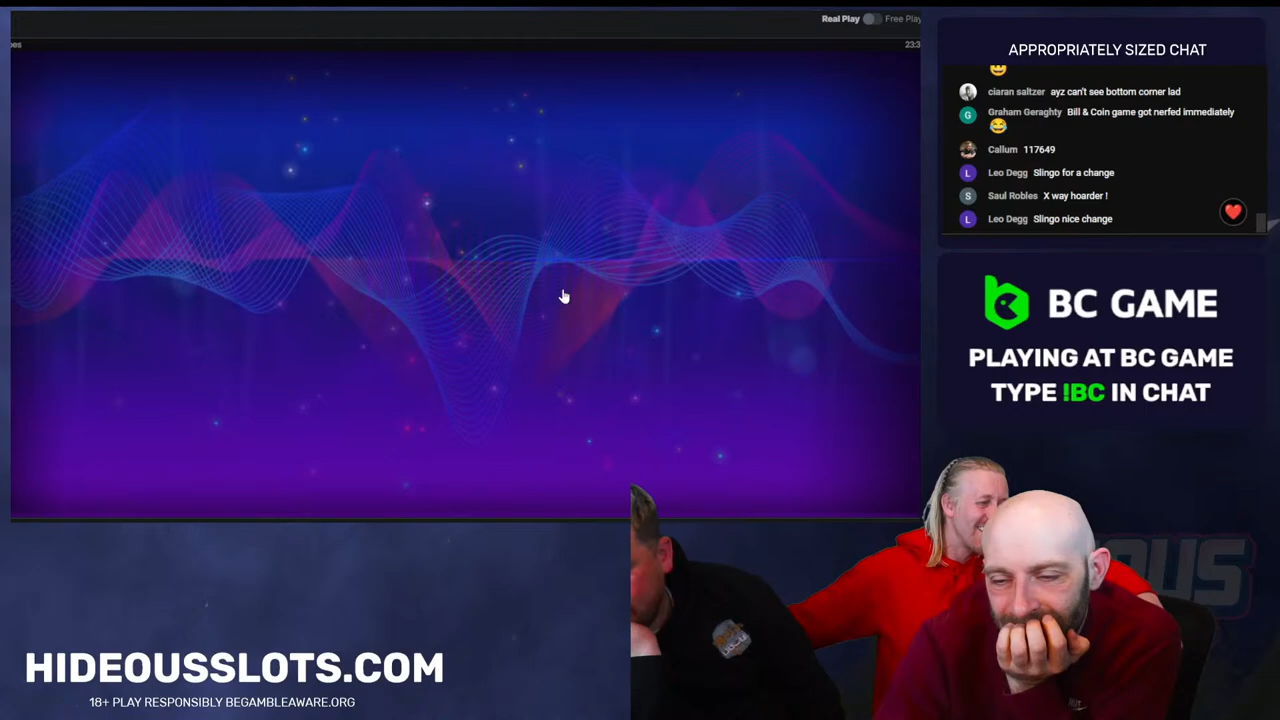 Real Play Free Play
23:3
APPROPRIATELY SIZED CHAT
ciaran saltzer ayz can't see bottom corner lad
Graham Geraghty Bill & Coin game got nerfed immediately
Callum 117649
L Leo Degg Slingo for a change
S Saul Robles X way hoarder !
L Leo Degg Slingo nice change
BC GAME
PLAYING AT BC GAME
TYPE !BC IN CHAT
HIDEOUSSLOTS.COM
18+ PLAY RESPONSIBLY BEGAMBLEAWARE.ORG